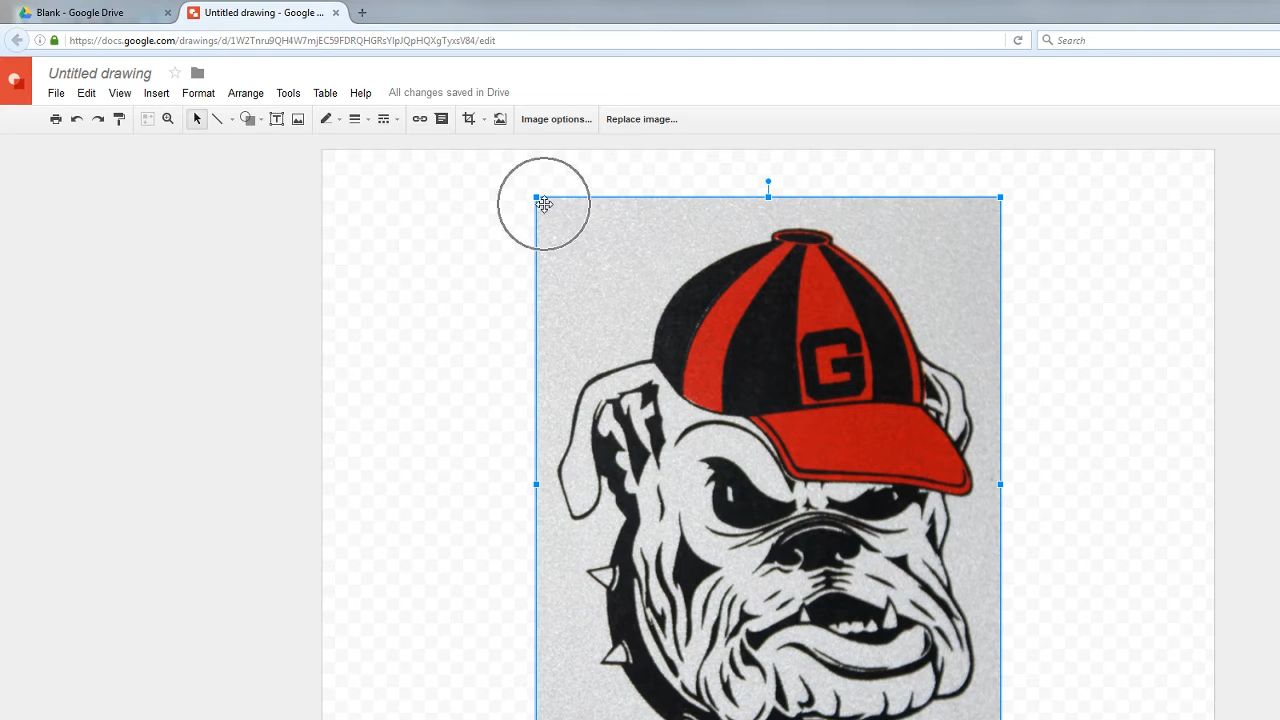 Blank - Google Drive
Untitled drawing - Google ...
https://docs.google.com/drawings/d/1W2Tnru9QH4W7mjEC59FDRQHGRsYlpJQpHQXgTyxsV84/edit
Search
Untitled drawing
File Edit View Insert Format Arrange Tools Table Help All changes saved in Drive
Image options... Replace image...
G